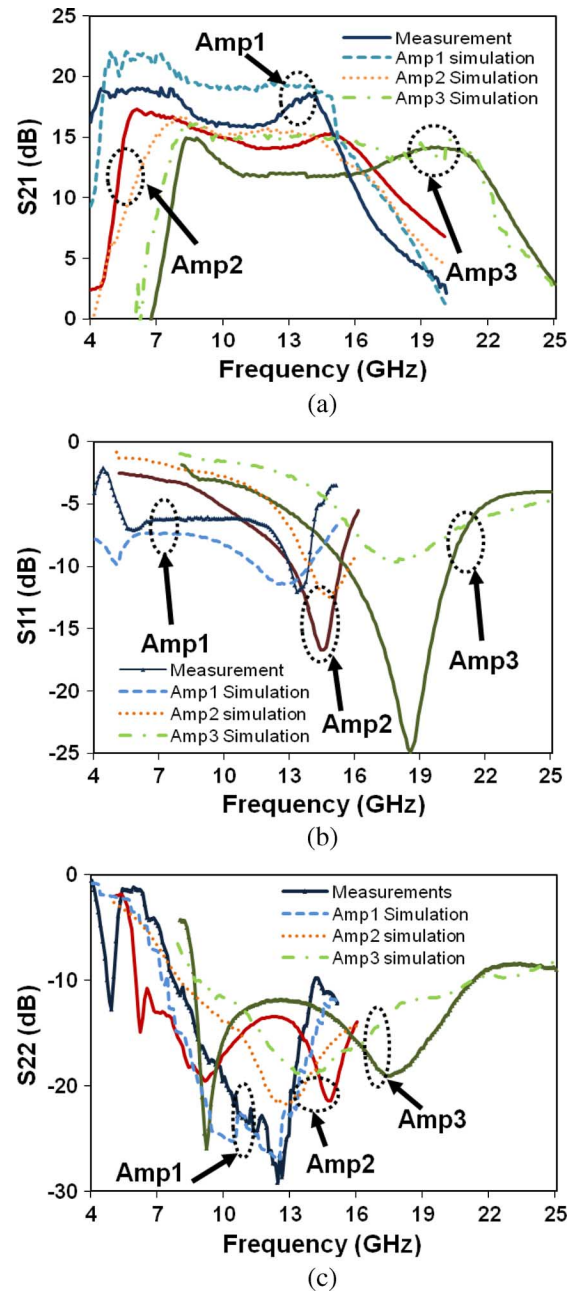 25
20
15
10
5
0
S21 (dB)
Amp1
Measurement
Amp1 simulation
Amp2 Simulation
Amp3 Simulation
Amp2
Amp3
4 7 10 13 16 19 22 25
Frequency (GHz)
(a)
0
-5
-10
-15
-20
-25
S11 (dB)
Amp1
Amp2
Amp3
Measurement
Amp1 Simulation
Amp2 simulation
Amp3 Simulation
4 7 10 13 16 19 22 25
Frequency (GHz)
(b)
0
-10
-20
-30
S22 (dB)
Measurements
Amp1 Simulation
Amp2 simulation
Amp3 simulation
Amp1
Amp2
Amp3
4 7 10 13 16 19 22 25
Frequency (GHz)
(c)